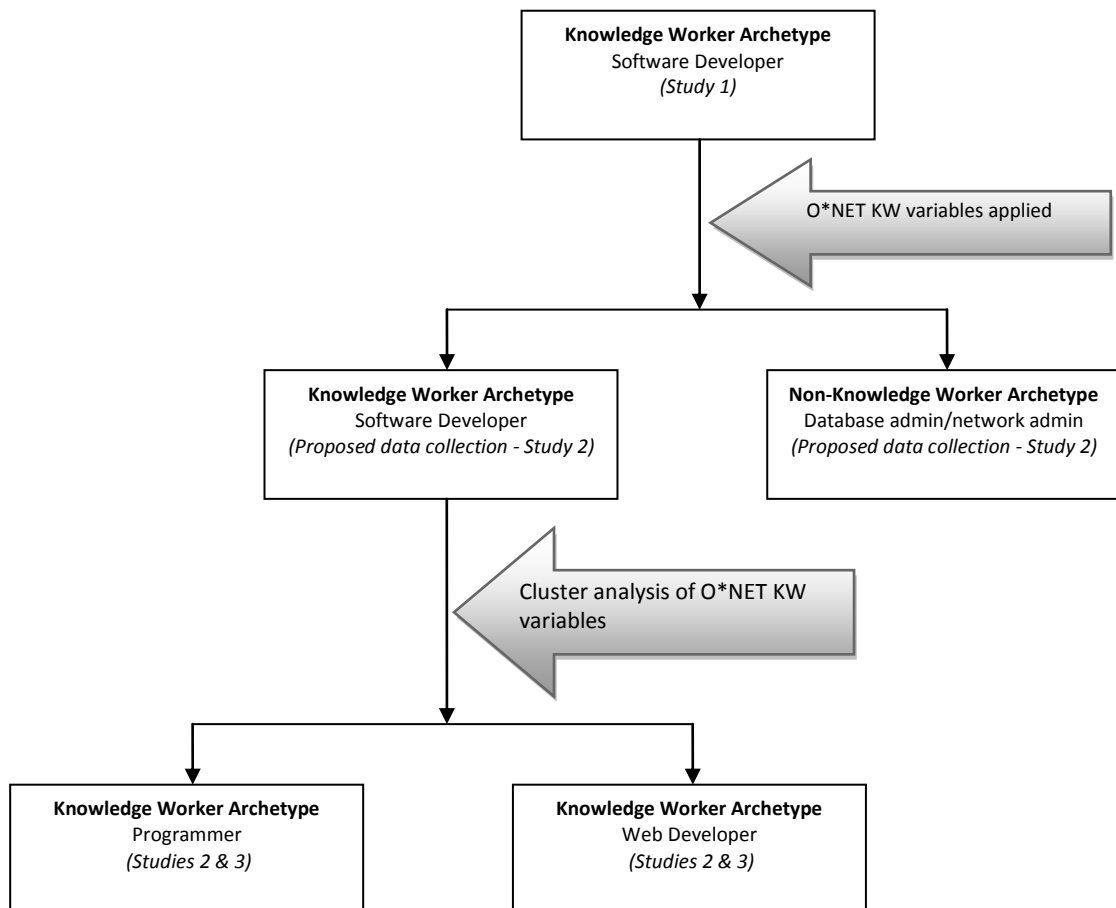 Knowledge Worker Archetype
Software Developer
(Study 1)
O*NET KW variables applied
Knowledge Worker Archetype
Software Developer
(Proposed data collection - Study 2)
Non-Knowledge Worker Archetype
Database admin/network admin
(Proposed data collection - Study 2)
Cluster analysis of O*NET KW
variables
Knowledge Worker Archetype
Programmer
(Studies 2 & 3)
Knowledge Worker Archetype
Web Developer
(Studies 2 & 3)